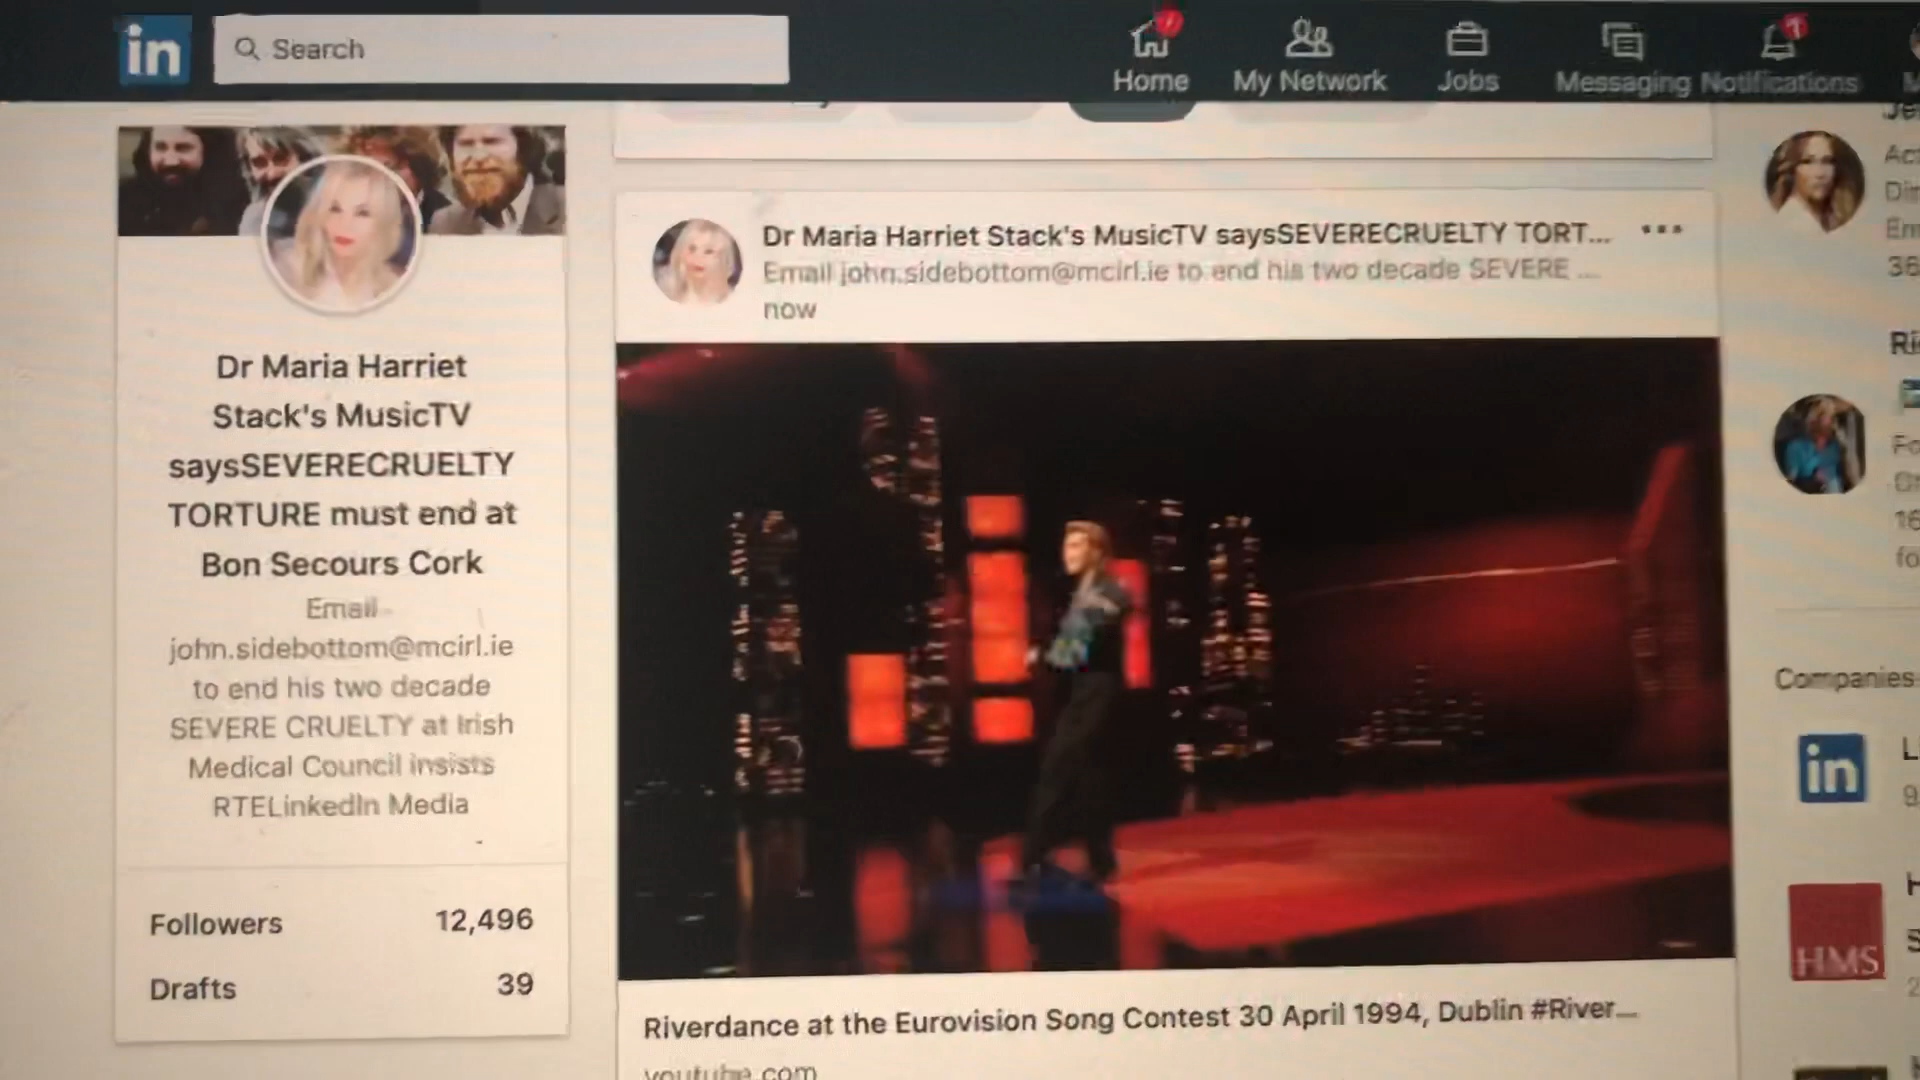 in
Search
Home
My Network
Jobs
Messaging
Notifications
Dr Maria Harriet
Stack's MusicTV
saysSEVERECRUELTY
TORTURE must end at
Bon Secours Cork
Email
john.sidebottom@mcirl.ie
to end his two decade
SEVERE CRUELTY at Irish
Medical Council insists
RTELinkedIn Media
Followers 12,496
Drafts 39
Dr Maria Harriet Stack's MusicTV saysSEVERECRUELTY TORT...
Email john.sidebottom@mcirl.ie to end his two decade SEVERE ...
now
Riverdance at the Eurovision Song Contest 30 April 1994, Dublin #River...
youtube.com
Companies
in
HMS